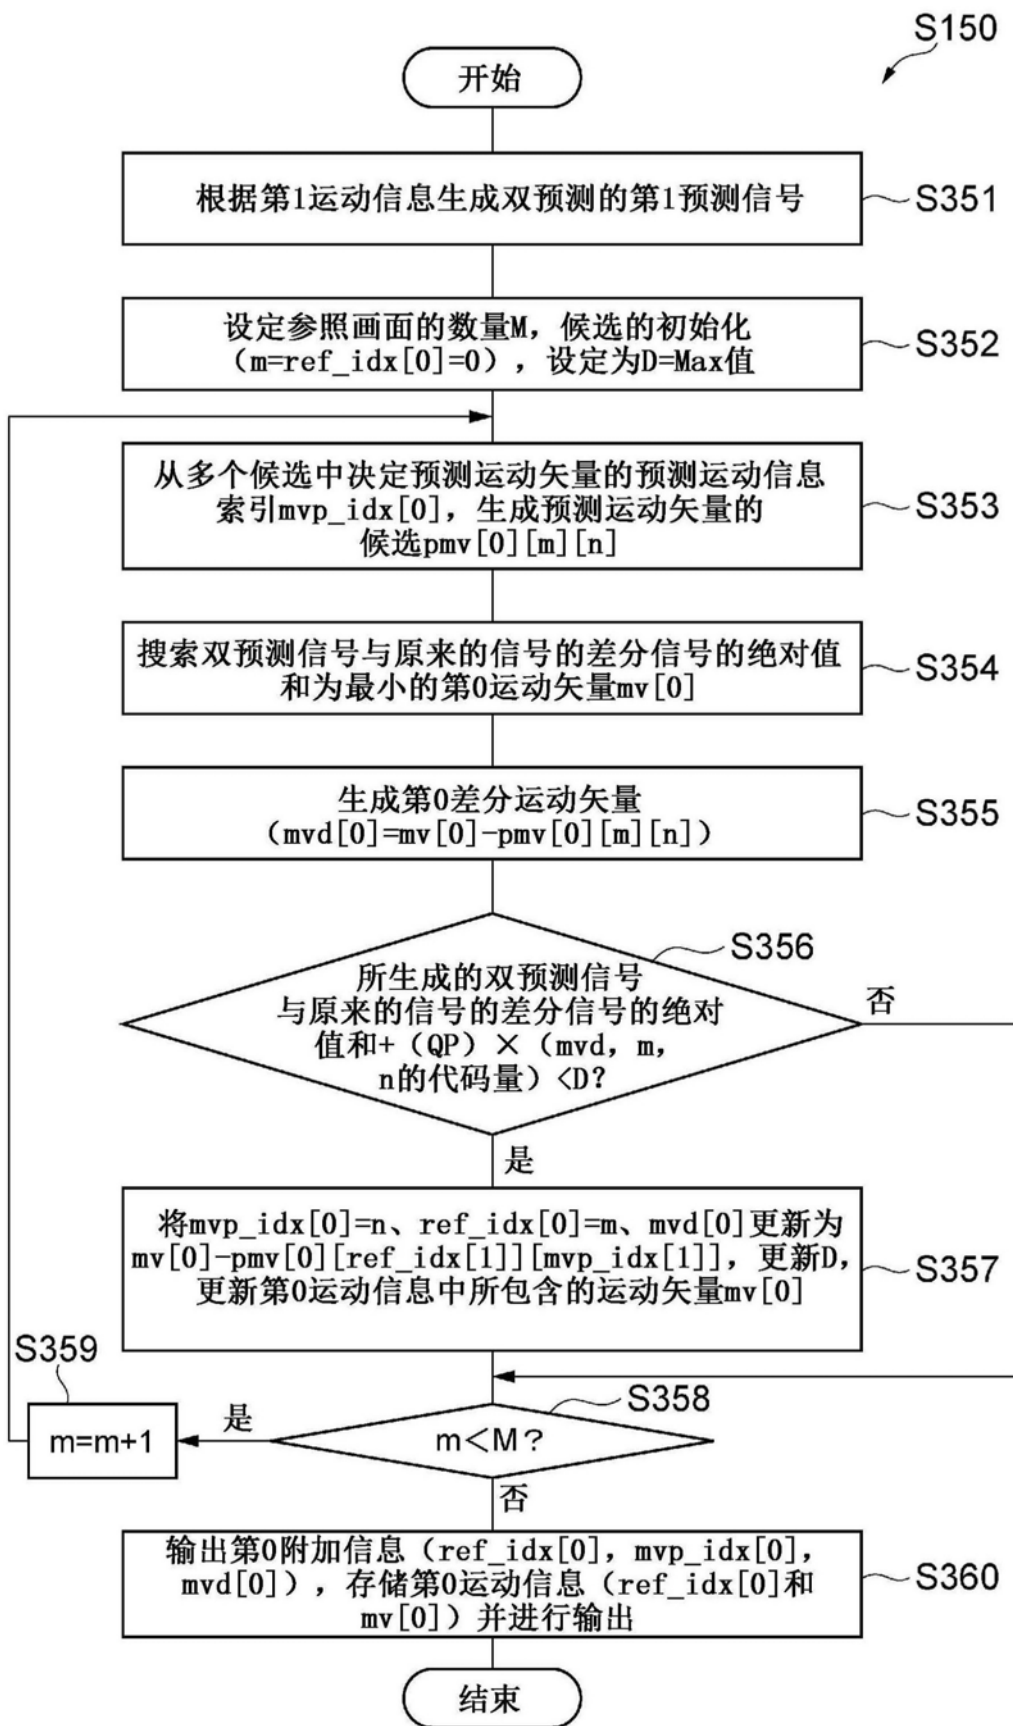 S150
开始
根据第1运动信息生成双预测的第1预测信号
S351
设定参照画面的数量M，候选的初始化
（m=ref_idx[0]=0），设定为D=Max值
S352
从多个候选中决定预测运动矢量的预测运动信息
索引mvp_idx[0]，生成预测运动矢量的
候选pmv[0][m][n]
S353
搜索双预测信号与原来的信号的差分信号的绝对值
和为最小的第0运动矢量mv[0]
S354
生成第0差分运动矢量
（mvd[0]=mv[0]-pmv[0][m][n]）
S355
S356
所生成的双预测信号
与原来的信号的差分信号的绝对
值和+（QP）×（mvd，m，
n的代码量）<D？
否
是
将mvp_idx[0]=n、ref_idx[0]=m、mvd[0]更新为
mv[0]-pmv[0][ref_idx[1]][mvp_idx[1]]，更新D，
更新第0运动信息中所包含的运动矢量mv[0]
S357
S359
S358
m=m+1
是
m＜M？
否
输出第0附加信息（ref_idx[0]，mvp_idx[0]，
mvd[0]），存储第0运动信息（ref_idx[0]和
mv[0]）并进行输出
S360
结束